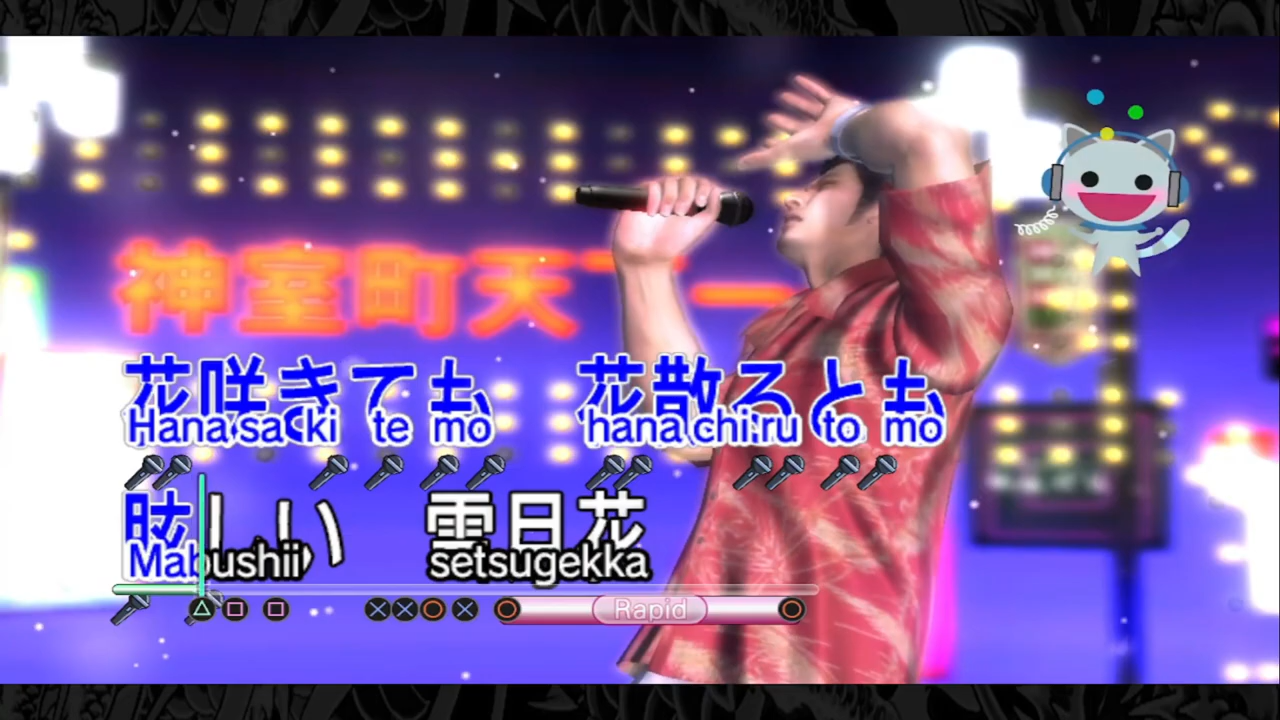 神室町天
花咲きても 花散るとも
Hana sa ki te mo hana chi ru to mo
眩しい 雪月花
Mabushii setsugekka
Rapid